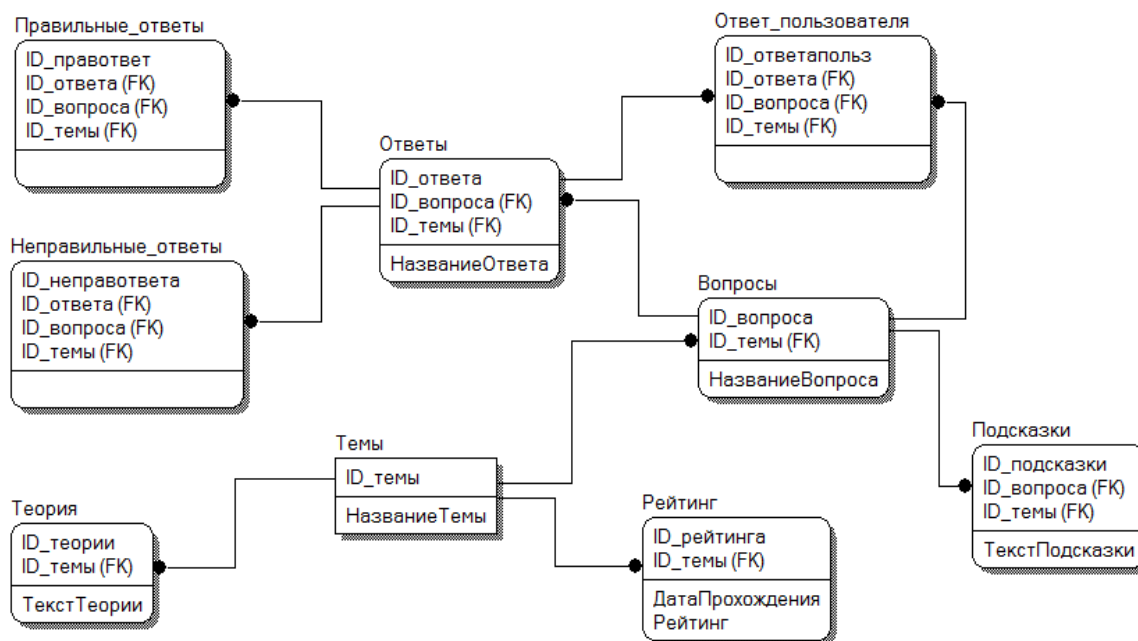 Правильные_ответы
ID_правответ
ID_ответа (FK)
ID_вопроса (FK)
ID_темы (FK)
Ответ_пользователя
ID_ответапольз
ID_ответа (FK)
ID_вопроса (FK)
ID_темы (FK)
Ответы
ID_ответа
ID_вопроса (FK)
ID_темы (FK)
НазваниеОтвета
Неправильные_ответы
ID_неправответа
ID_ответа (FK)
ID_вопроса (FK)
ID_темы (FK)
Вопросы
ID_вопроса
ID_темы (FK)
НазваниеВопроса
Темы
ID_темы
НазваниеТемы
Подсказки
ID_подсказки
ID_вопроса (FK)
ID_темы (FK)
ТекстПодсказки
Теория
ID_теории
ID_темы (FK)
ТекстТеории
Рейтинг
ID_рейтинга
ID_темы (FK)
ДатаПрохождения
Рейтинг